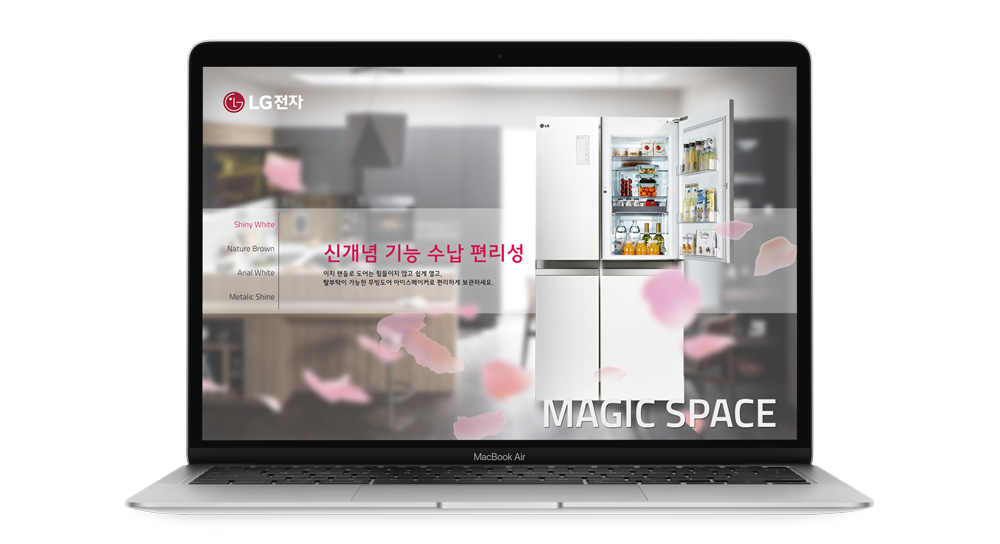 LG전자
LG
Shiny White
Nature Brown
Arial White
Metalic Shine
신개념 기능 수납 편리성
이지 핸들로 도어는 힘들이지 않고 쉽게 열고,
탈부탁이 가능한 무빙도어 아이스메이커로 편리하게 보관하세요.
MAGIC SPACE
MacBook Air